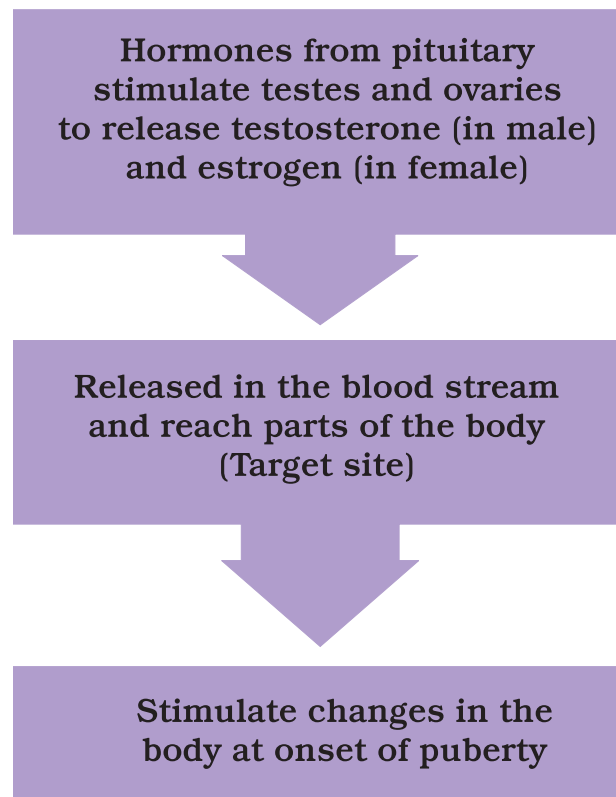 Hormones from pituitary
stimulate testes and ovaries
to release testosterone (in male)
and estrogen (in female)
Released in the blood stream
and reach parts of the body
(Target site)
Stimulate changes in the
body at onset of puberty